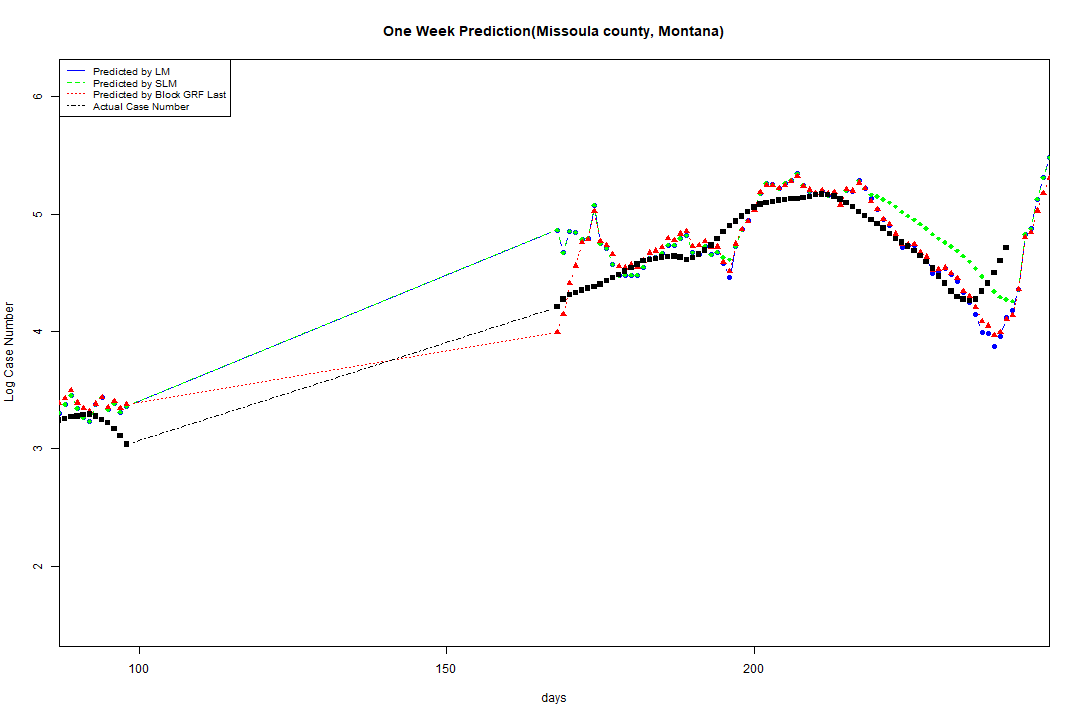 One Week Prediction(Missoula county, Montana)
Predicted by LM
Predicted by SLM
Predicted by Block GRF Last
Actual Case Number
6
5
4
3
2
Log Case Number
100
150
200
days